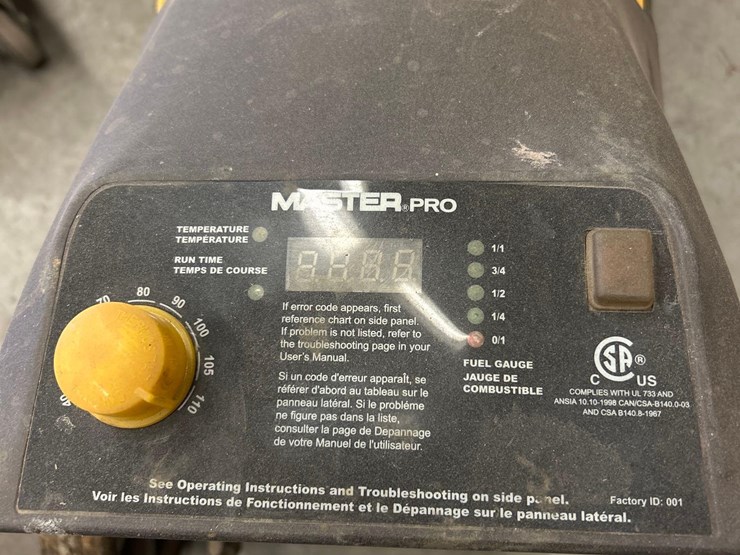 MASTER® PRO
TEMPERATURE
TEMPÉRATURE
RUN TIME
TEMPS DE COURSE
1/1
3/4
1/2
1/4
0/1
FUEL GAUGE
JAUGE DE
COMBUSTIBLE
40
70
80
90
100
105
110
If error code appears, first
reference chart on side panel.
If problem is not listed, refer to
the troubleshooting page in your
User's Manual.
Si un code d'erreur apparaît, se
référer d'abord au tableau sur le
panneau latéral. Si le problème
ne figure pas dans la liste,
consulter la page de Depannage
de votre Manuel de l'utilisateur.
C SA® US
COMPLIES WITH UL 733 AND
ANSIA 10.10-1998 CAN/CSA-B140.0-03
AND CSA B140.8-1967
See Operating Instructions and Troubleshooting on side panel.
Factory ID: 001
Voir les Instructions de Fonctionnement et le Dépannage sur le panneau latéral.